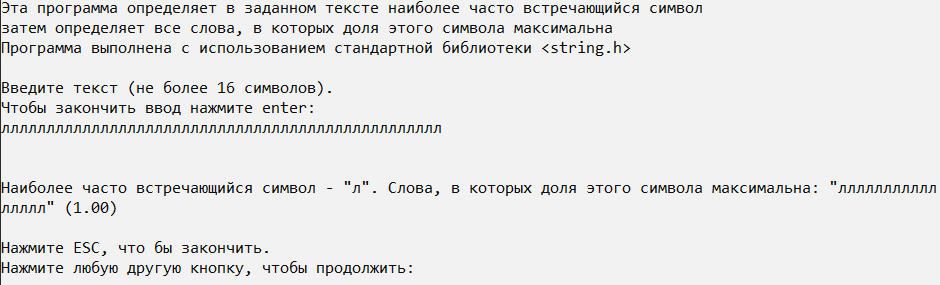 Эта программа определяет в заданном тексте наиболее часто встречающийся символ
затем определяет все слова, в которых доля этого символа максимальна
Программа выполнена с использованием стандартной библиотеки <string.h>
Введите текст (не более 16 символов).
Чтобы закончить ввод нажмите enter:
ллллллллллллллллллллллллллллллллллллллллллллллллл
Наиболее часто встречающийся символ - "л". Слова, в которых доля этого символа максимальна: "ллллллллллл
ллллл" (1.00)
Нажмите ESC, что бы закончить.
Нажмите любую другую кнопку, чтобы продолжить: